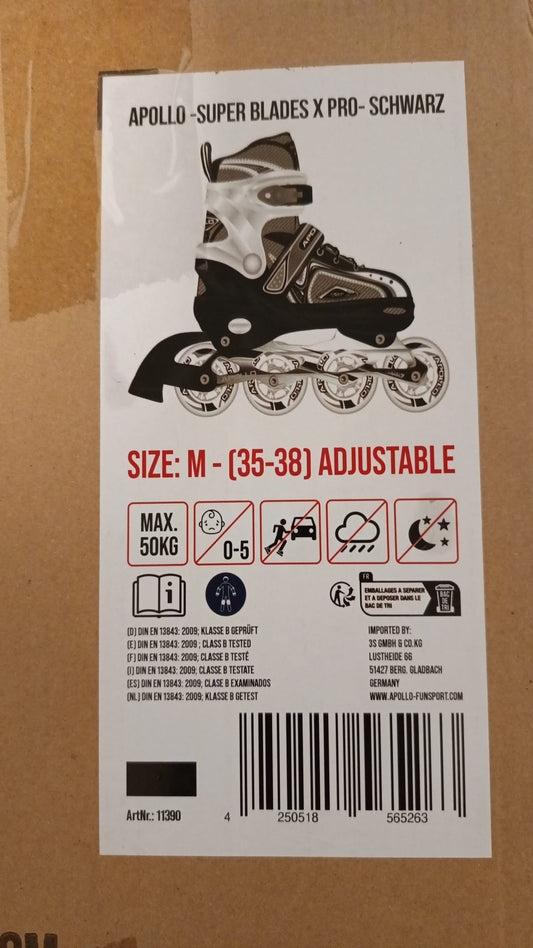 APOLLO -SUPER BLADES X PRO- SCHWARZ
SIZE: M - (35-38) ADJUSTABLE
MAX.
50KG
0-5
FR
EMBALLAGES A SEPARER
ET A DEPOSER DANS LE
BAC DE TRI
BAC
DE
TRI
(D) DIN EN 13843: 2009; KLASSE B GEPRÜFT
(E) DIN EN 13843: 2009 ; CLASS B TESTED
(F) DIN EN 13843: 2009; CLASSE B TESTÉ
(I) DIN EN 13843: 2009; CLASSE B TESTATE
(ES) DIN EN 13843: 2009; CLASE B EXAMINADOS
(NL) DIN EN 13843: 2009; KLASSE B GETEST
IMPORTED BY:
3S GMBH & CO.KG
LUSTHEIDE 66
51427 BERG. GLADBACH
GERMANY
WWW.APOLLO-FUNSPORT.COM
ArtNr.: 11390
4 250518 565263